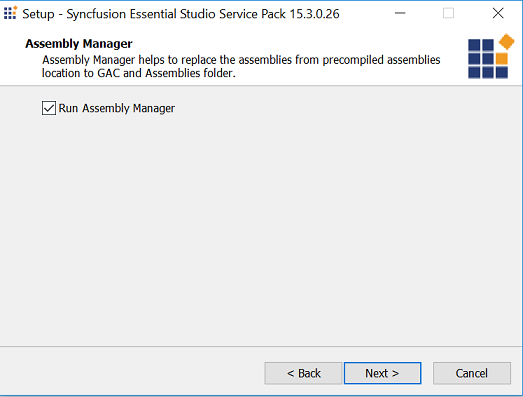 Setup - Syncfusion Essential Studio Service Pack 15.3.0.26
Assembly Manager
Assembly Manager helps to replace the assemblies from precompiled assemblies
location to GAC and Assemblies folder.
Run Assembly Manager
< Back Next > Cancel